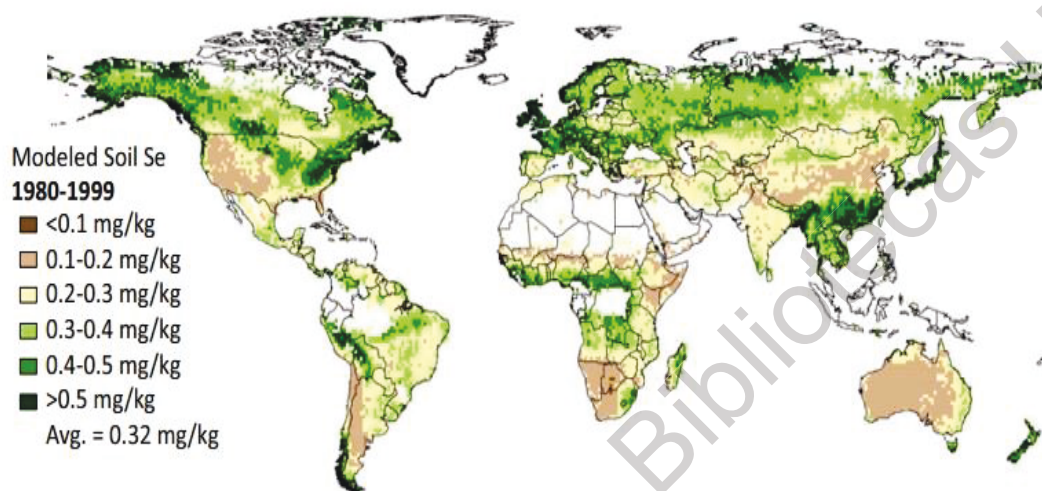 Modeled Soil Se
1980-1999
<0.1 mg/kg
0.1-0.2 mg/kg
0.2-0.3 mg/kg
0.3-0.4 mg/kg
0.4-0.5 mg/kg
>0.5 mg/kg
Avg. = 0.32 mg/kg
Bibliotecas